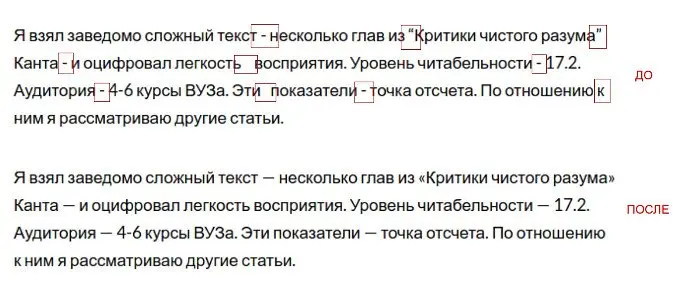 Я взял заведомо сложный текст - несколько глав из “Критики чистого разума”
Канта - и оцифровал легкость  восприятия. Уровень читабельности - 17.2.
ДО
Аудитория - 4-6 курсы ВУЗа. Эти  показатели - точка отсчета. По отношению к
ним я рассматриваю другие статьи.
Я взял заведомо сложный текст — несколько глав из «Критики чистого разума»
Канта — и оцифровал легкость восприятия. Уровень читабельности — 17.2.
ПОСЛЕ
Аудитория — 4-6 курсы ВУЗа. Эти показатели — точка отсчета. По отношению
к ним я рассматриваю другие статьи.